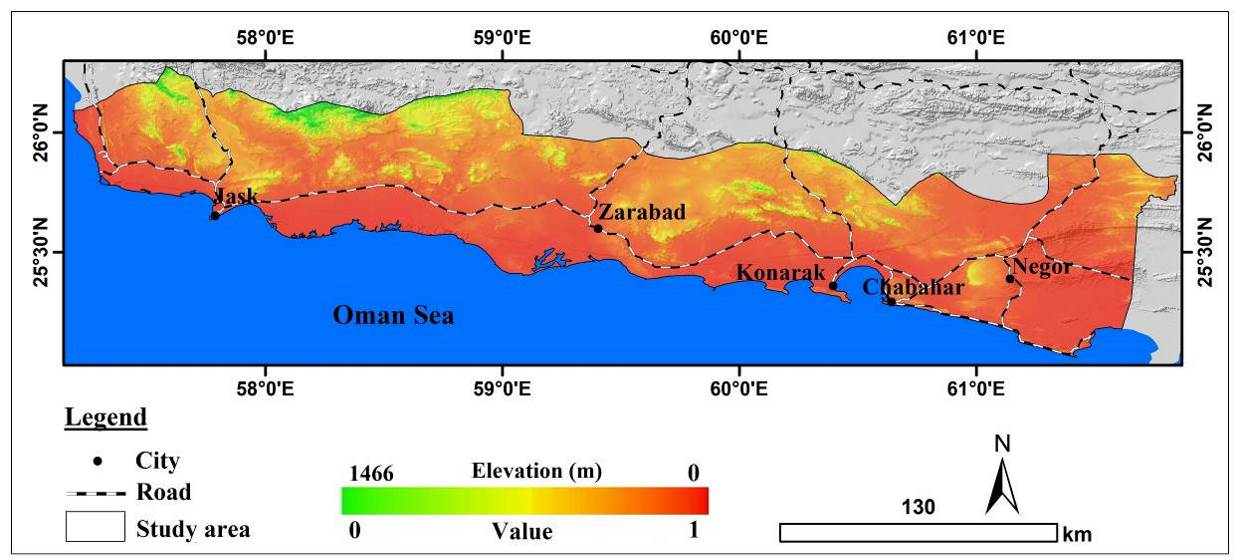 58°0'E 59°0'E 60°0'E 61°0'E
26°0'N 26°0'N
Jask
Zarabad
25°30'N 25°30'N
Konarak Negor
Chabahar
Oman Sea
58°0'E 59°0'E 60°0'E 61°0'E
Legend
City
Road
Study area
1466 Elevation (m) 0
0 Value 1
N
130
km